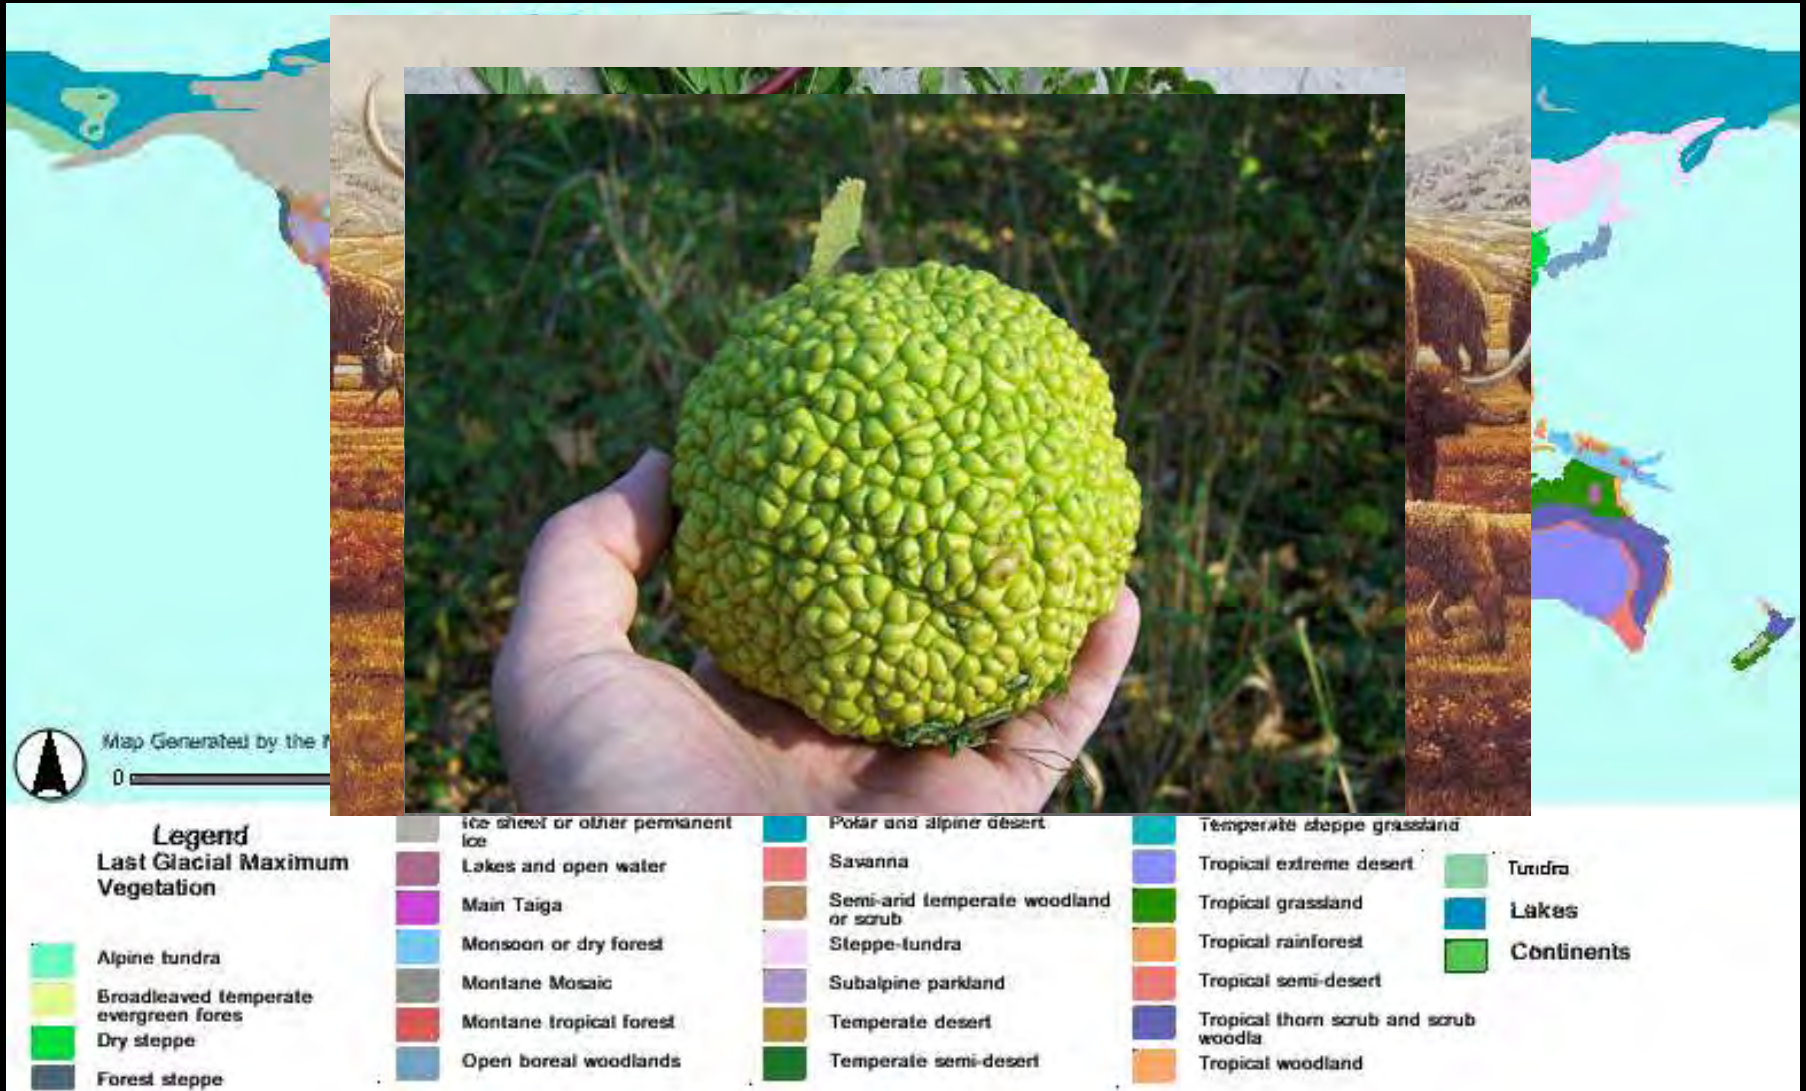 Map Generated by the
0
Legend
Last Glacial Maximum
Vegetation
Alpine tundra
Broadleaved temperate
evergreen fores
Dry steppe
Forest steppe
Ice sheet or other permanent
Ice
Lakes and open water
Main Taiga
Monsoon or dry forest
Montane Mosaic
Montane tropical forest
Open boreal woodlands
Polar and alpine desert
Savanna
Semi-arid temperate woodland
or scrub
Steppe-tundra
Subalpine parkland
Temperate desert
Temperate semi-desert
Temperate steppe grassland
Tropical extreme desert
Tropical grassland
Tropical rainforest
Tropical semi-desert
Tropical thorn scrub and scrub
woodla
Tropical woodland
Tundra
Lakes
Continents